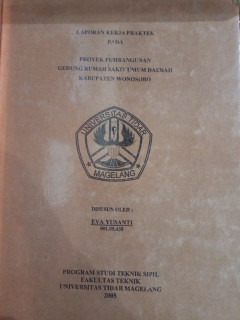 LAPORAN KERJA PRAKTEK
PADA
PROYEK PEMBANGUNAN
GEDUNG RUMAH SAKIT UMUM DAERAH
KABUPATEN WONOSOBO
UNIVERSITAS TIDAR
MAGELANG
DISUSUN OLEH :
EVA YUSANTI
PROGRAM STUDI TEKNIK SIPIL
FAKULTAS TEKNIK
UNIVERSITAS TIDAR MAGELANG
2005